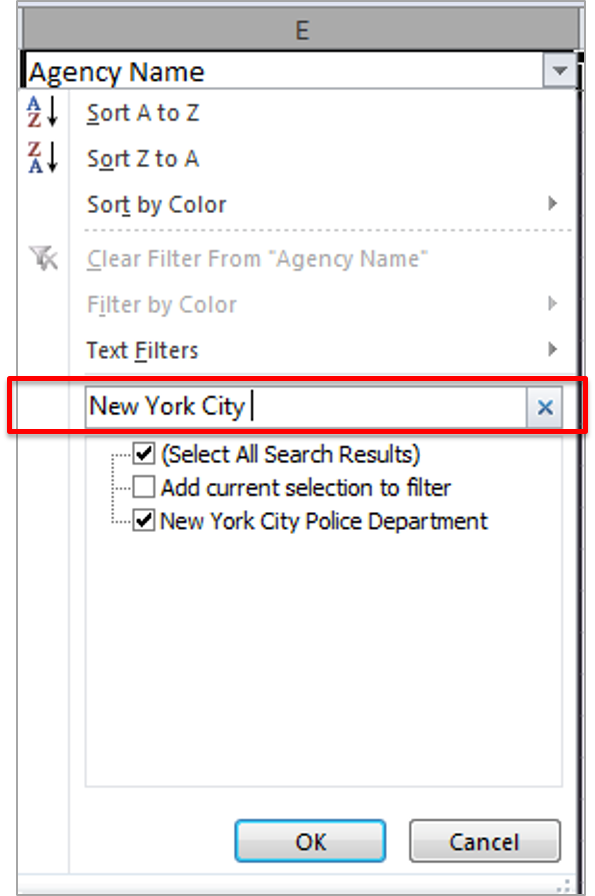 E
Agency Name
A
Z
Sort A to Z
Z
A
Sort Z to A
Sort by Color
Clear Filter From "Agency Name"
Filter by Color
Text Filters
New York City
(Select All Search Results)
Add current selection to filter
New York City Police Department
OK
Cancel